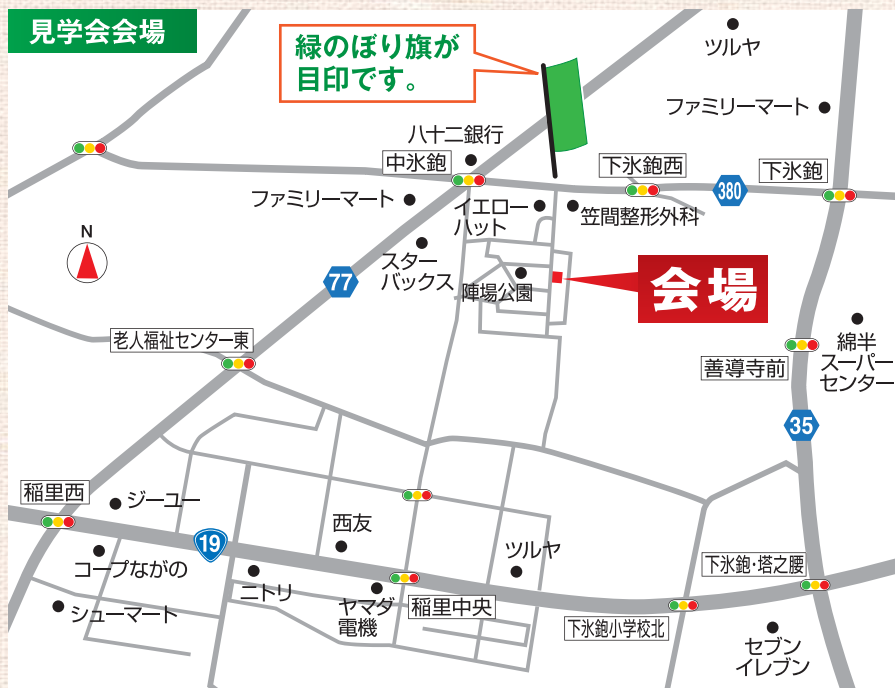 見学会会場
緑のぼり旗が
目印です。
ツルヤ
ファミリーマート
八十二銀行
中氷鉋
下氷鉋西
下氷鉋
380
ファミリーマート
イエロー
ハット
笠間整形外科
N
スター
バックス
77
陣場公園
会場
老人福祉センター東
善導寺前
綿半
スーパー
センター
35
稲里西
ジーユー
19
西友
ツルヤ
コープながの
ニトリ
シューマート
ヤマダ
電機
稲里中央
下氷鉋・塔之腰
下氷鉋小学校北
セブン
イレブン